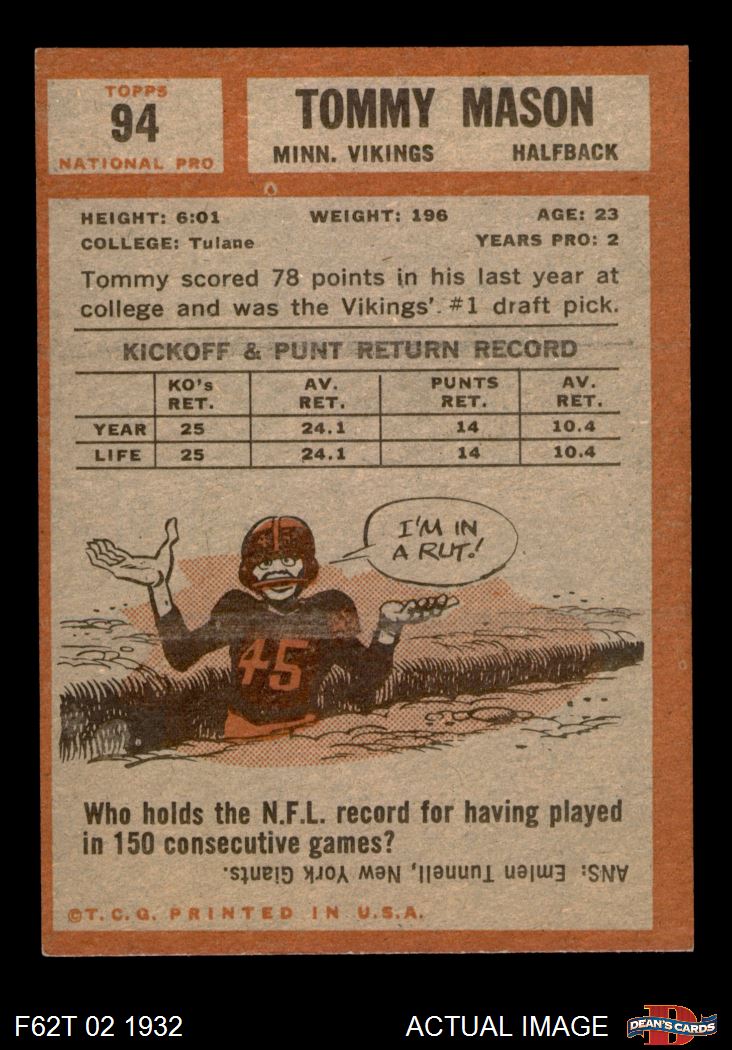 TOPPS
94
NATIONAL PRO
TOMMY MASON
MINN. VIKINGS HALFBACK
HEIGHT: 6:01 WEIGHT: 196 AGE: 23
COLLEGE: Tulane YEARS PRO: 2
Tommy scored 78 points in his last year at
college and was the Vikings' #1 draft pick.
KICKOFF & PUNT RETURN RECORD
KO's AV. PUNTS AV.
RET. RET. RET. RET.
YEAR 25 24.1 14 10.4
LIFE 25 24.1 14 10.4
I'M IN
A RUT!
45
Who holds the N.F.L. record for having played
in 150 consecutive games?
ANS: Emlen Tunnell, New York Giants.
©T.C.G. PRINTED IN U.S.A.
F62T 02 1932 ACTUAL IMAGE
D
DEAN'S CARDS